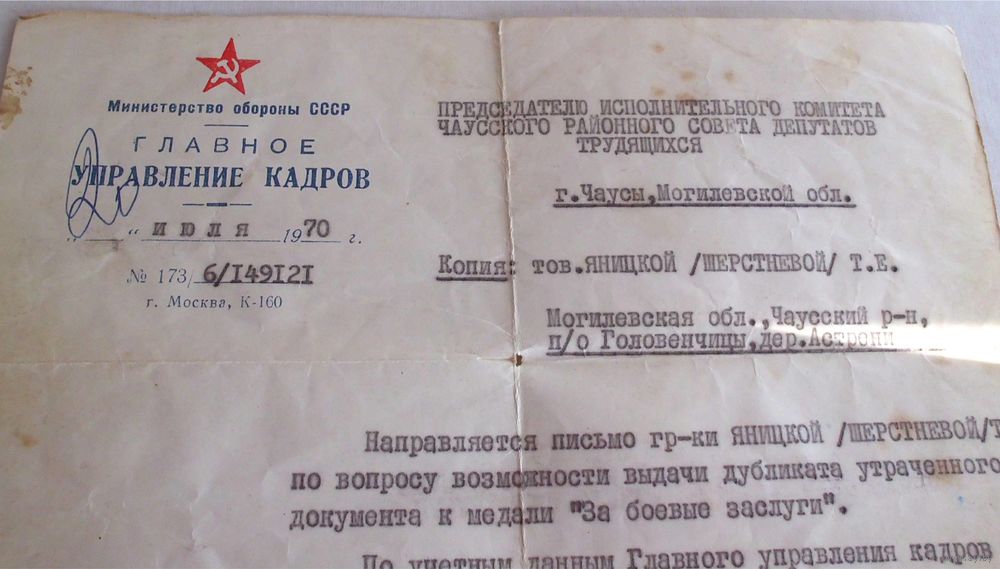 Министерство обороны СССР
ГЛАВНОЕ
УПРАВЛЕНИЕ КАДРОВ
„ “ июля 1970 г.
№ 173/ 6/I49I2I
г. Москва, К-160
ПРЕДСЕДАТЕЛЮ ИСПОЛНИТЕЛЬНОГО КОМИТЕТА
ЧАУССКОГО РАЙОННОГО СОВЕТА ДЕПУТАТОВ
ТРУДЯЩИХСЯ
г.Чаусы,Могилевской обл.
Копия: тов.ЯНИЦКОЙ /ШЕРСТНЕВОЙ/ Т.Е.
Могилевская обл.,Чаусский р-н,
п/о Головенчицы,дер.Астрени
Направляется письмо гр-ки ЯНИЦКОЙ /ШЕРСТНЕВОЙ/Т
по вопросу возможности выдачи дубликата утраченного
документа к медали "За боевые заслуги".
По учетным данным Главного управления кадров